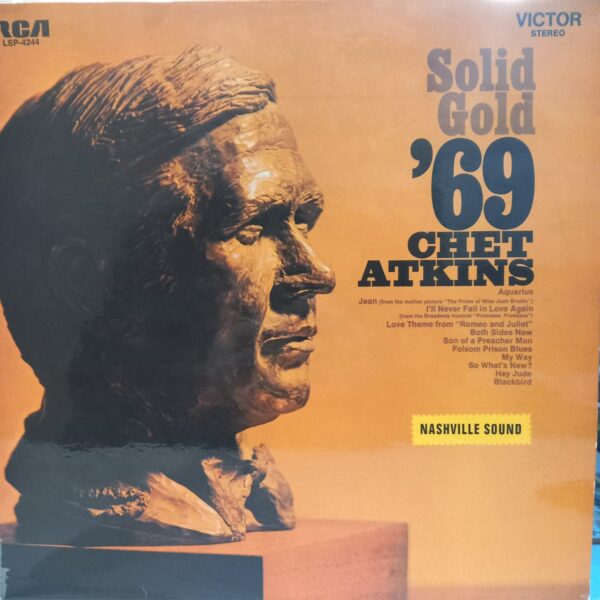 RCA
LSP-4244
VICTOR
STEREO
Solid
Gold
'69
CHET
ATKINS
Aquarius
Jean (from the motion picture "The Prime of Miss Jean Brodie")
I'll Never Fall in Love Again
(from the Broadway musical "Promises, Promises")
Love Theme from "Romeo and Juliet"
Both Sides Now
Son of a Preacher Man
Folsom Prison Blues
My Way
So What's New?
Hey Jude
Blackbird
NASHVILLE SOUND